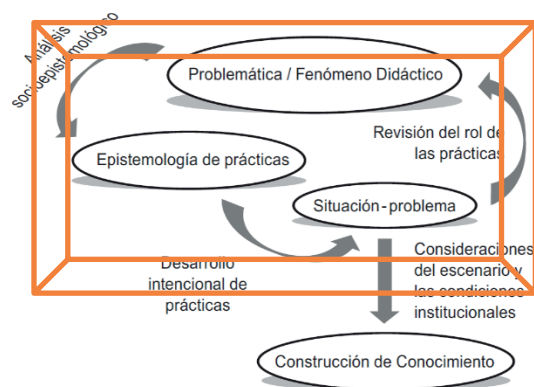 Análisis
socioepistemológico
Problemática / Fenómeno Didáctico
Revisión del rol de
las prácticas
Epistemología de prácticas
Situación-problema
Desarrollo
intencional de
prácticas
Consideraciones
del escenario y
las condiciones
institucionales
Construcción de Conocimiento